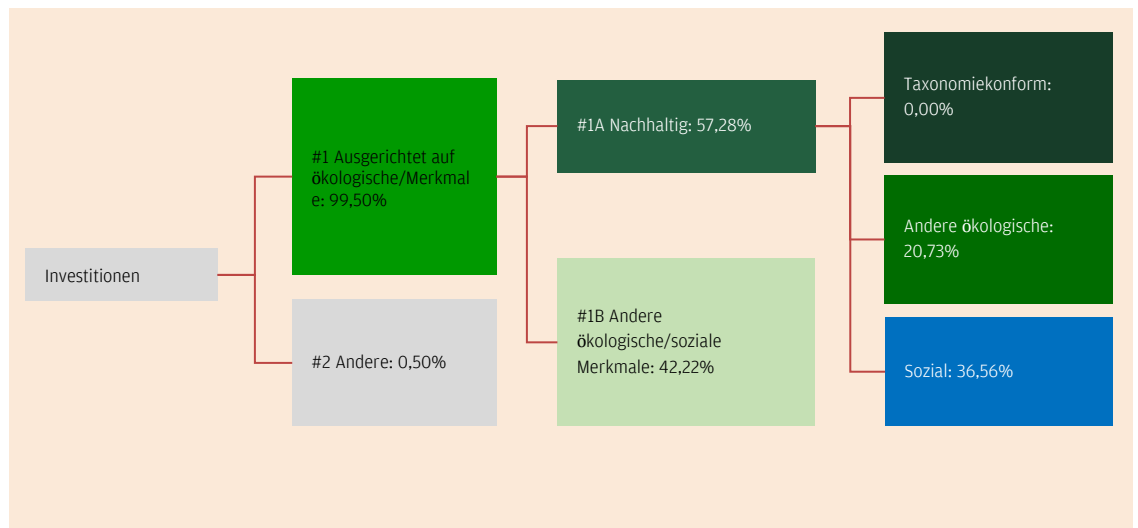 Investitionen
#1 Ausgerichtet auf
ökologische/Merkmal
e: 99,50%
#2 Andere: 0,50%
#1A Nachhaltig: 57,28%
#1B Andere
ökologische/soziale
Merkmale: 42,22%
Taxonomiekonform:
0,00%
Andere ökologische:
20,73%
Sozial: 36,56%